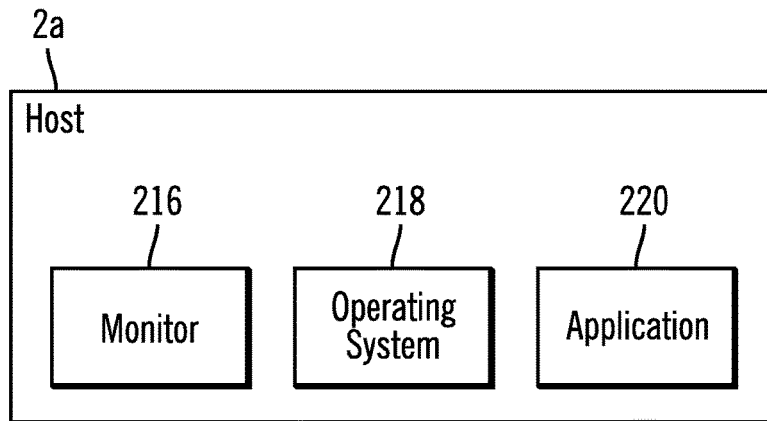 2a
Host
216
218
220
Monitor
Operating
System
Application